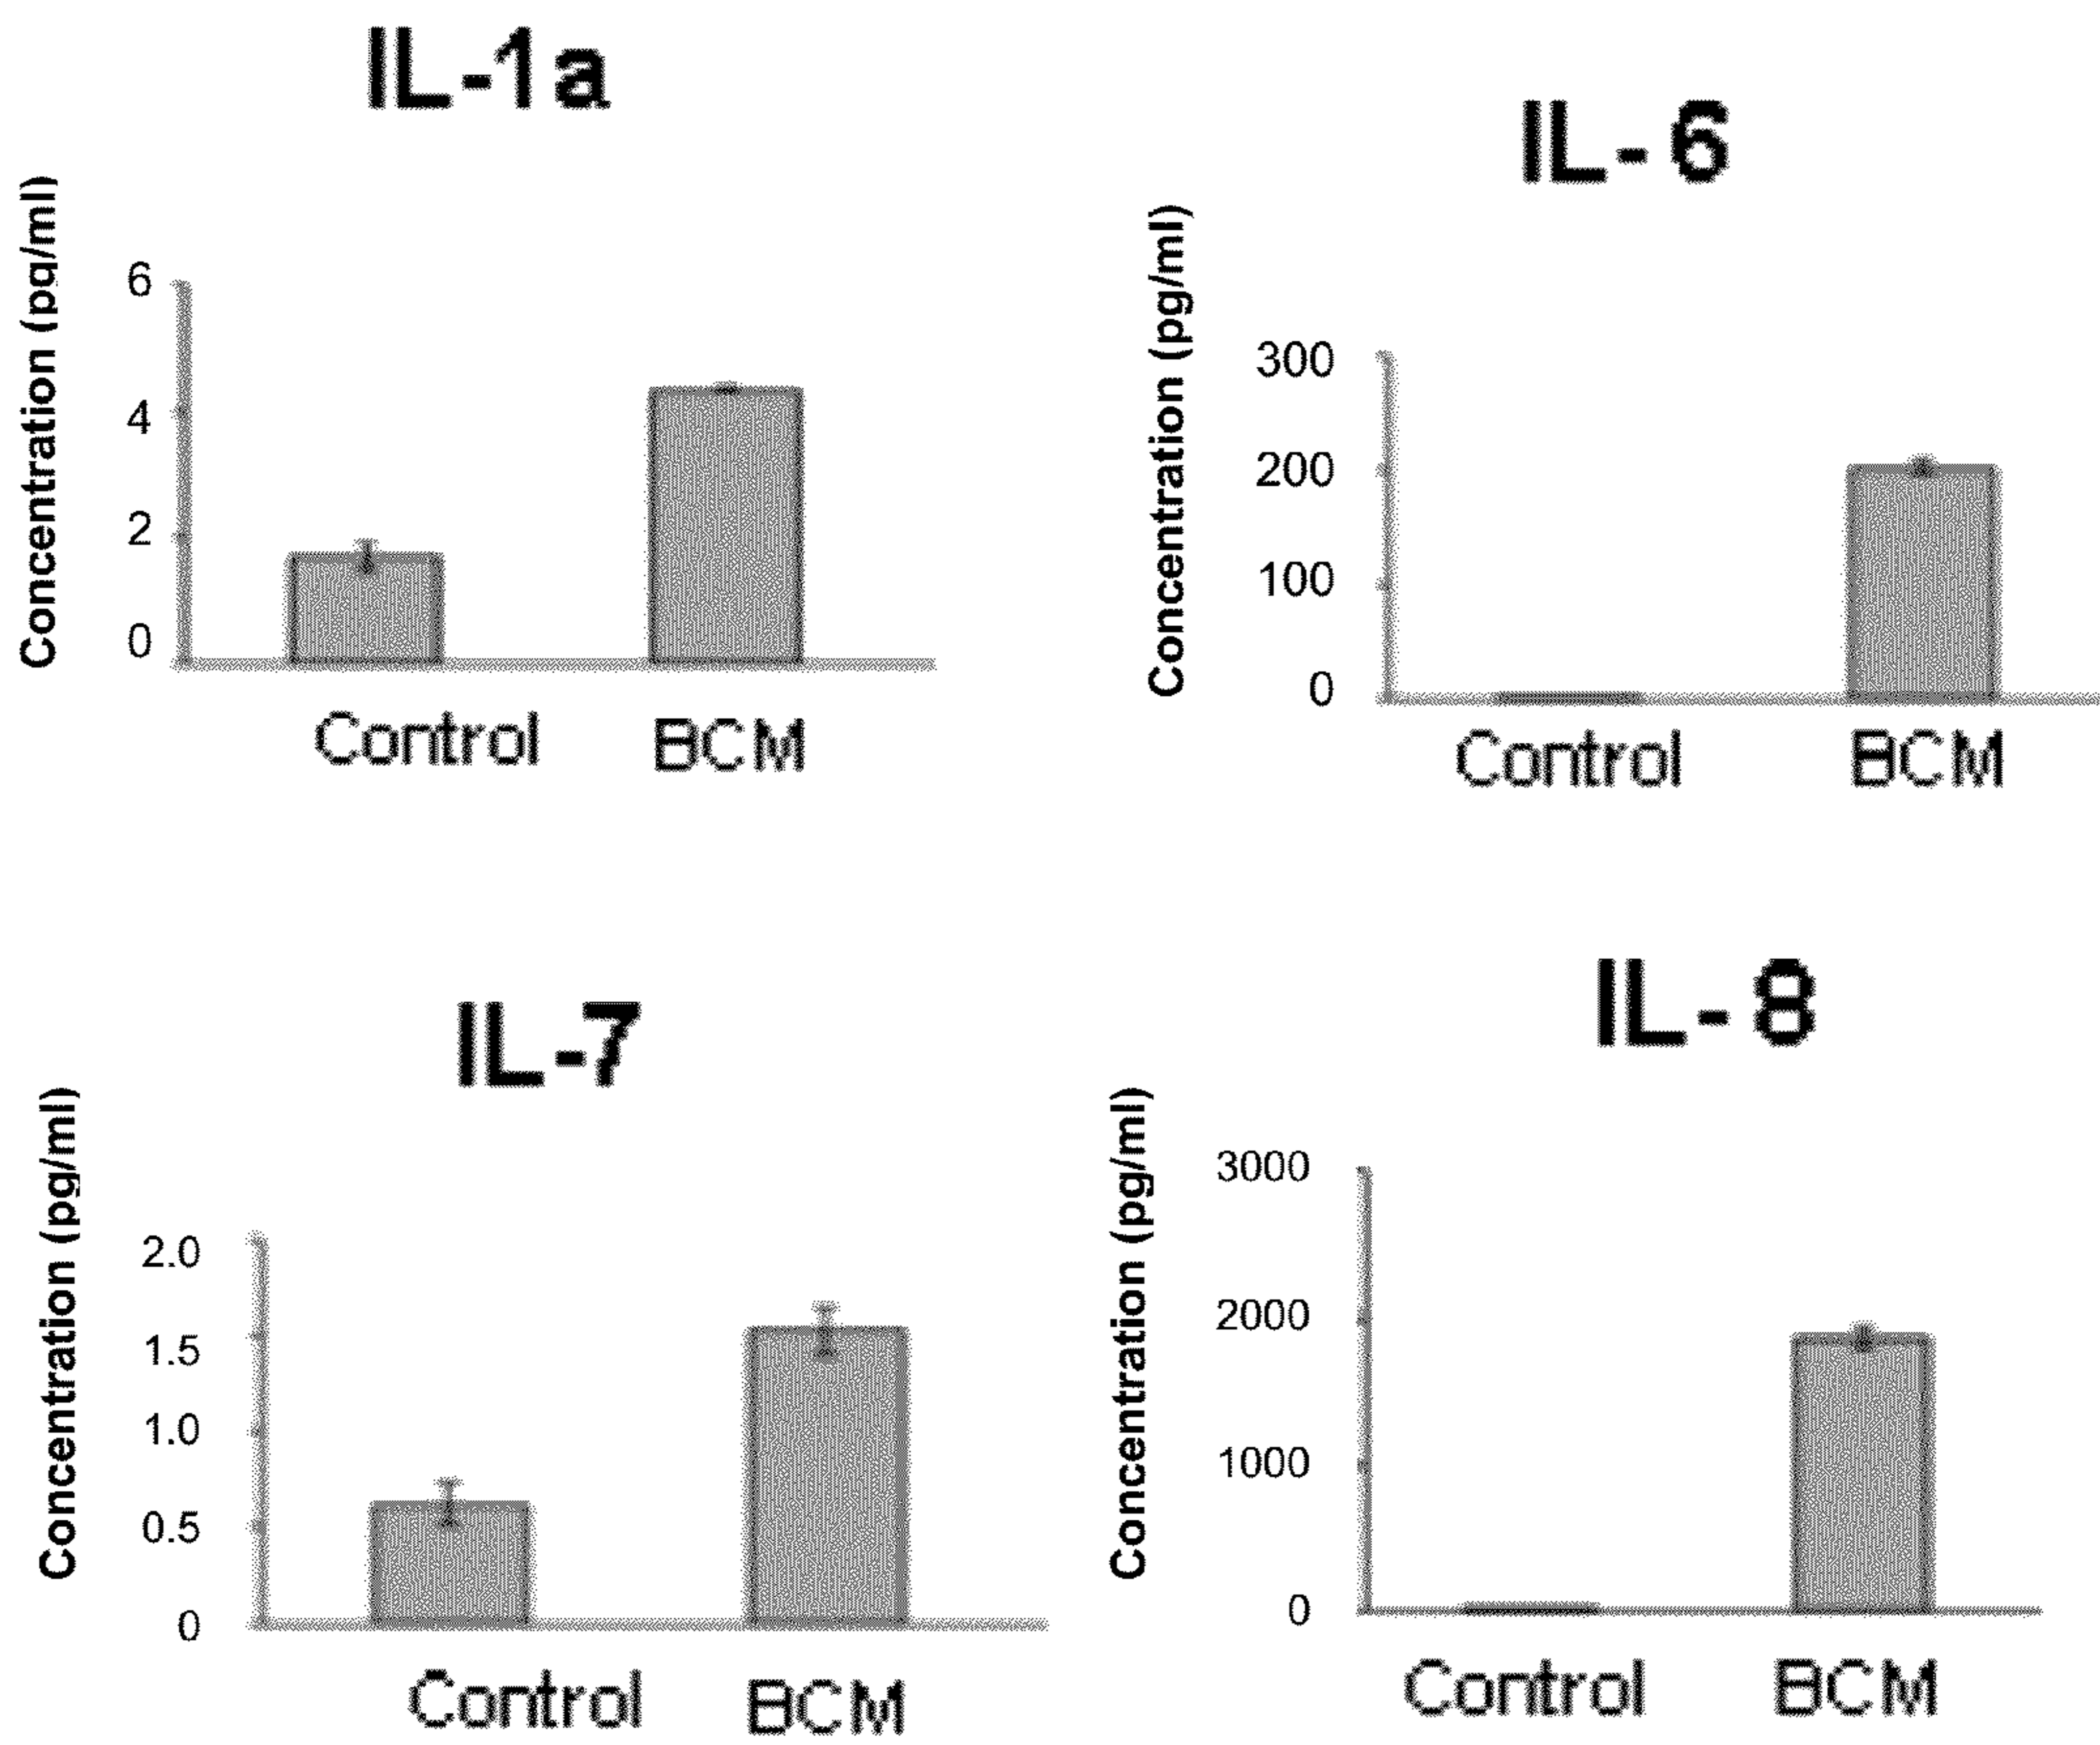 IL-1a
Concentration (pg/ml)
6
4
2
0
Control BCM
IL- 6
Concentration (pg/ml)
300
200
100
0
Control BCM
IL-7
Concentration (pg/ml)
2.0
1.5
1.0
0.5
0
Control BCM
IL- 8
Concentration (pg/ml)
3000
2000
1000
0
Control BCM